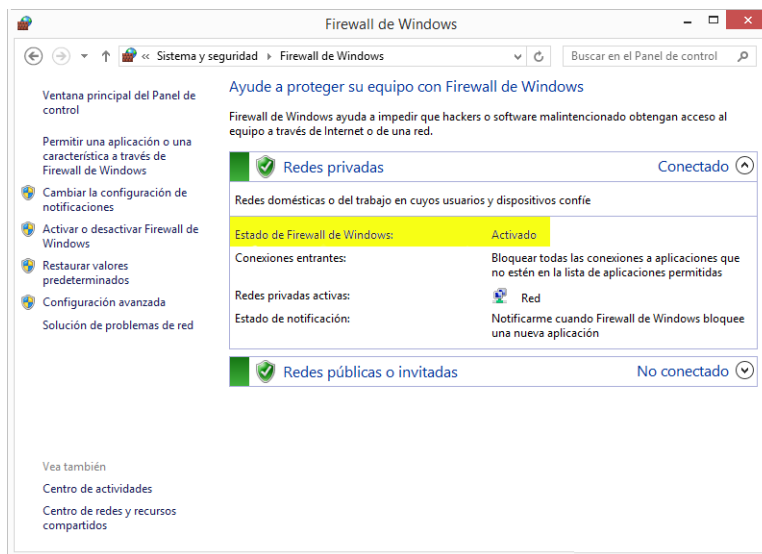 Firewall de Windows
« Sistema y seguridad Firewall de Windows
Buscar en el Panel de control
Ventana principal del Panel de
control
Permitir una aplicación o una
característica a través de
Firewall de Windows
Cambiar la configuración de
notificaciones
Activar o desactivar Firewall de
Windows
Restaurar valores
predeterminados
Configuración avanzada
Solución de problemas de red
Vea también
Centro de actividades
Centro de redes y recursos
compartidos
Ayude a proteger su equipo con Firewall de Windows
Firewall de Windows ayuda a impedir que hackers o software malintencionado obtengan acceso al
equipo a través de Internet o de una red.
Redes privadas Conectado
Redes domésticas o del trabajo en cuyos usuarios y dispositivos confíe
Estado de Firewall de Windows: Activado
Conexiones entrantes: Bloquear todas las conexiones a aplicaciones que
no estén en la lista de aplicaciones permitidas
Redes privadas activas: Red
Estado de notificación: Notificarme cuando Firewall de Windows bloquee
una nueva aplicación
Redes públicas o invitadas No conectado